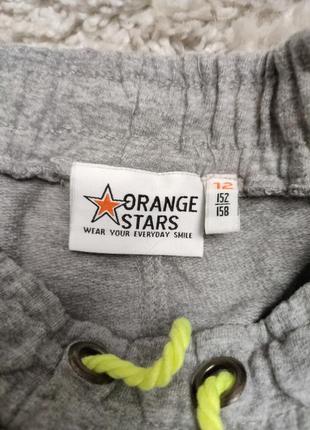 ORANGE
STARS
WEAR YOUR EVERYDAY SMILE
12
152
158